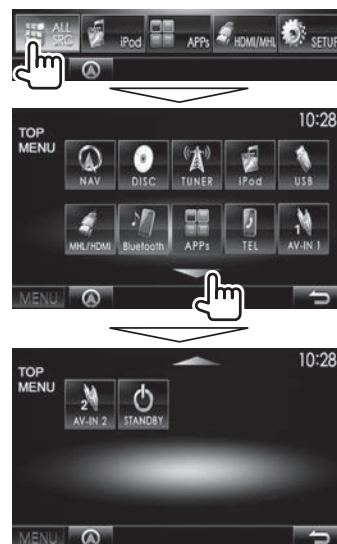 ALL SRC iPod APPs HDMI/MHL SETUP
10:28
TOP MENU
NAV DISC TUNER iPod USB
MHL/HDMI Bluetooth APPs TEL AV-IN 1
MENU
10:28
TOP MENU
2
AV-IN 2 STANDBY
MENU